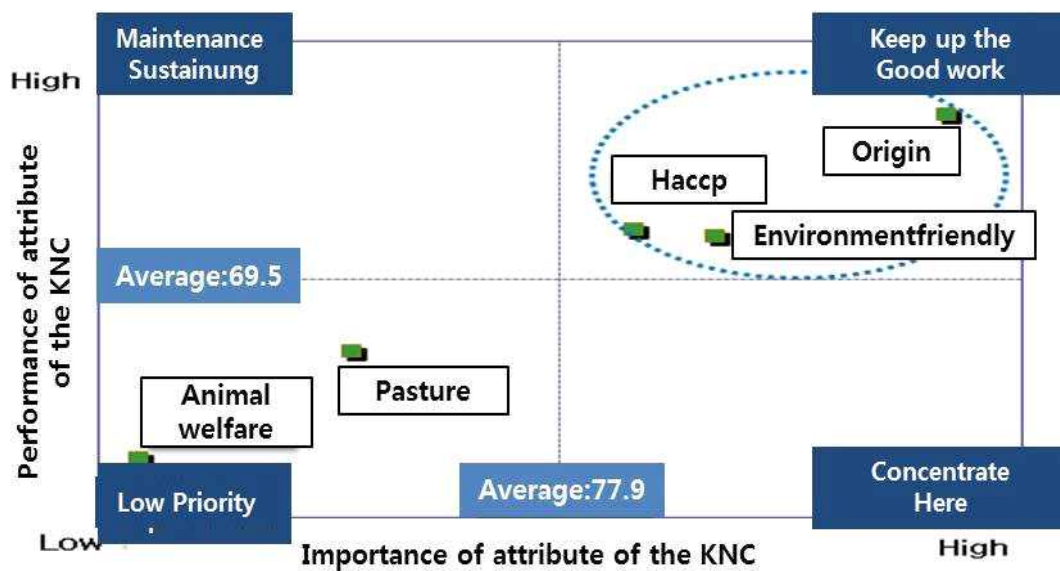 Maintenance
Sustainung
Keep up the
Good work
High
Origin
Haccp
Environmentfriendly
Average:69.5
Performance of attribute
of the KNC
Pasture
Animal
welfare
Low Priority
Average:77.9
Concentrate
Here
Low
Importance of attribute of the KNC
High